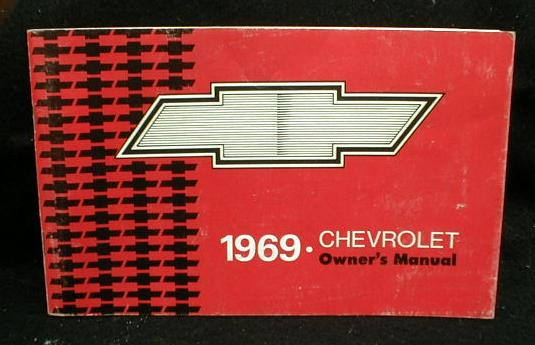 1969. CHEVROLET
Owner's Manual